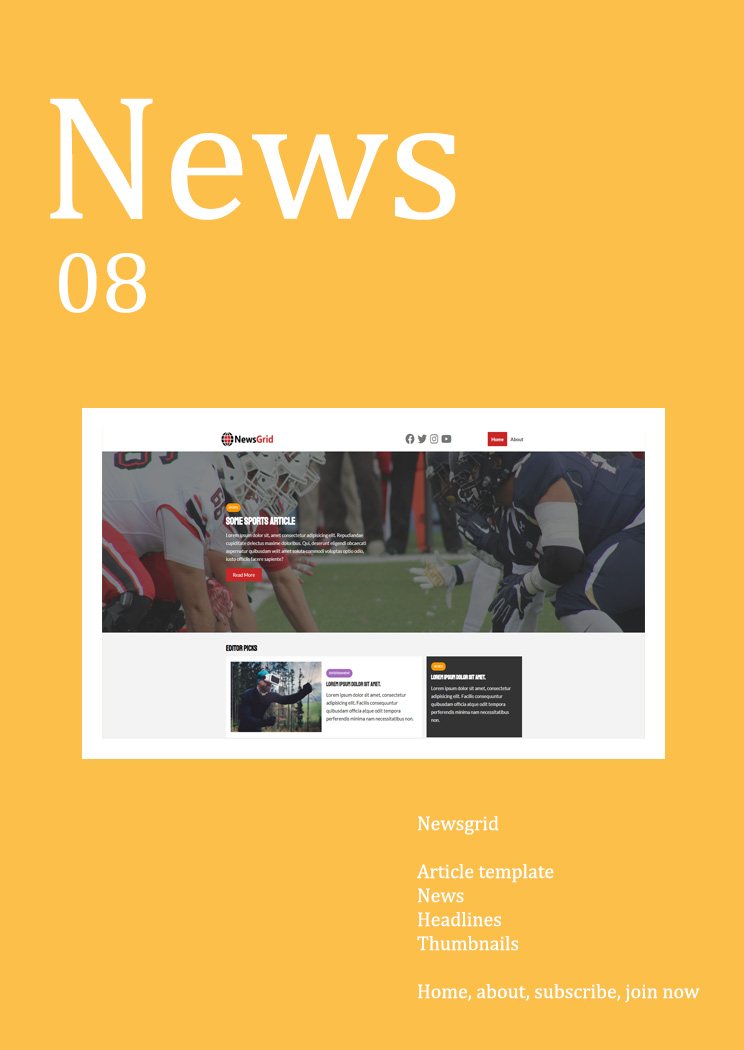 News
08
NewsGrid
Home About
SOME SPORTS ARTICLE
Lorem ipsum dolor sit, amet consectetur adipisicing elit. Repudiandae
cupiditate delectus maxime doloribus. Qui, deserunt eligendi obcaecati
aspernatur quibusdam velit amet soluta commodi voluptas optio odio,
iusto officiis facere sapiente!
Read More
EDITOR PICKS
LOREM IPSUM DOLOR SIT AMET.
Lorem ipsum dolor sit amet, consectetur
adipisicing elit. Facilis consequuntur
quibusdam officia atque odit tempora
perferendis minima nam necessitatibus non.
LOREM IPSUM DOLOR SIT AMET.
Lorem ipsum dolor sit amet, consectetur
adipisicing elit. Facilis consequuntur
quibusdam officia atque odit tempora
perferendis minima nam necessitatibus
non.
Newsgrid
Article template
News
Headlines
Thumbnails
Home, about, subscribe, join now